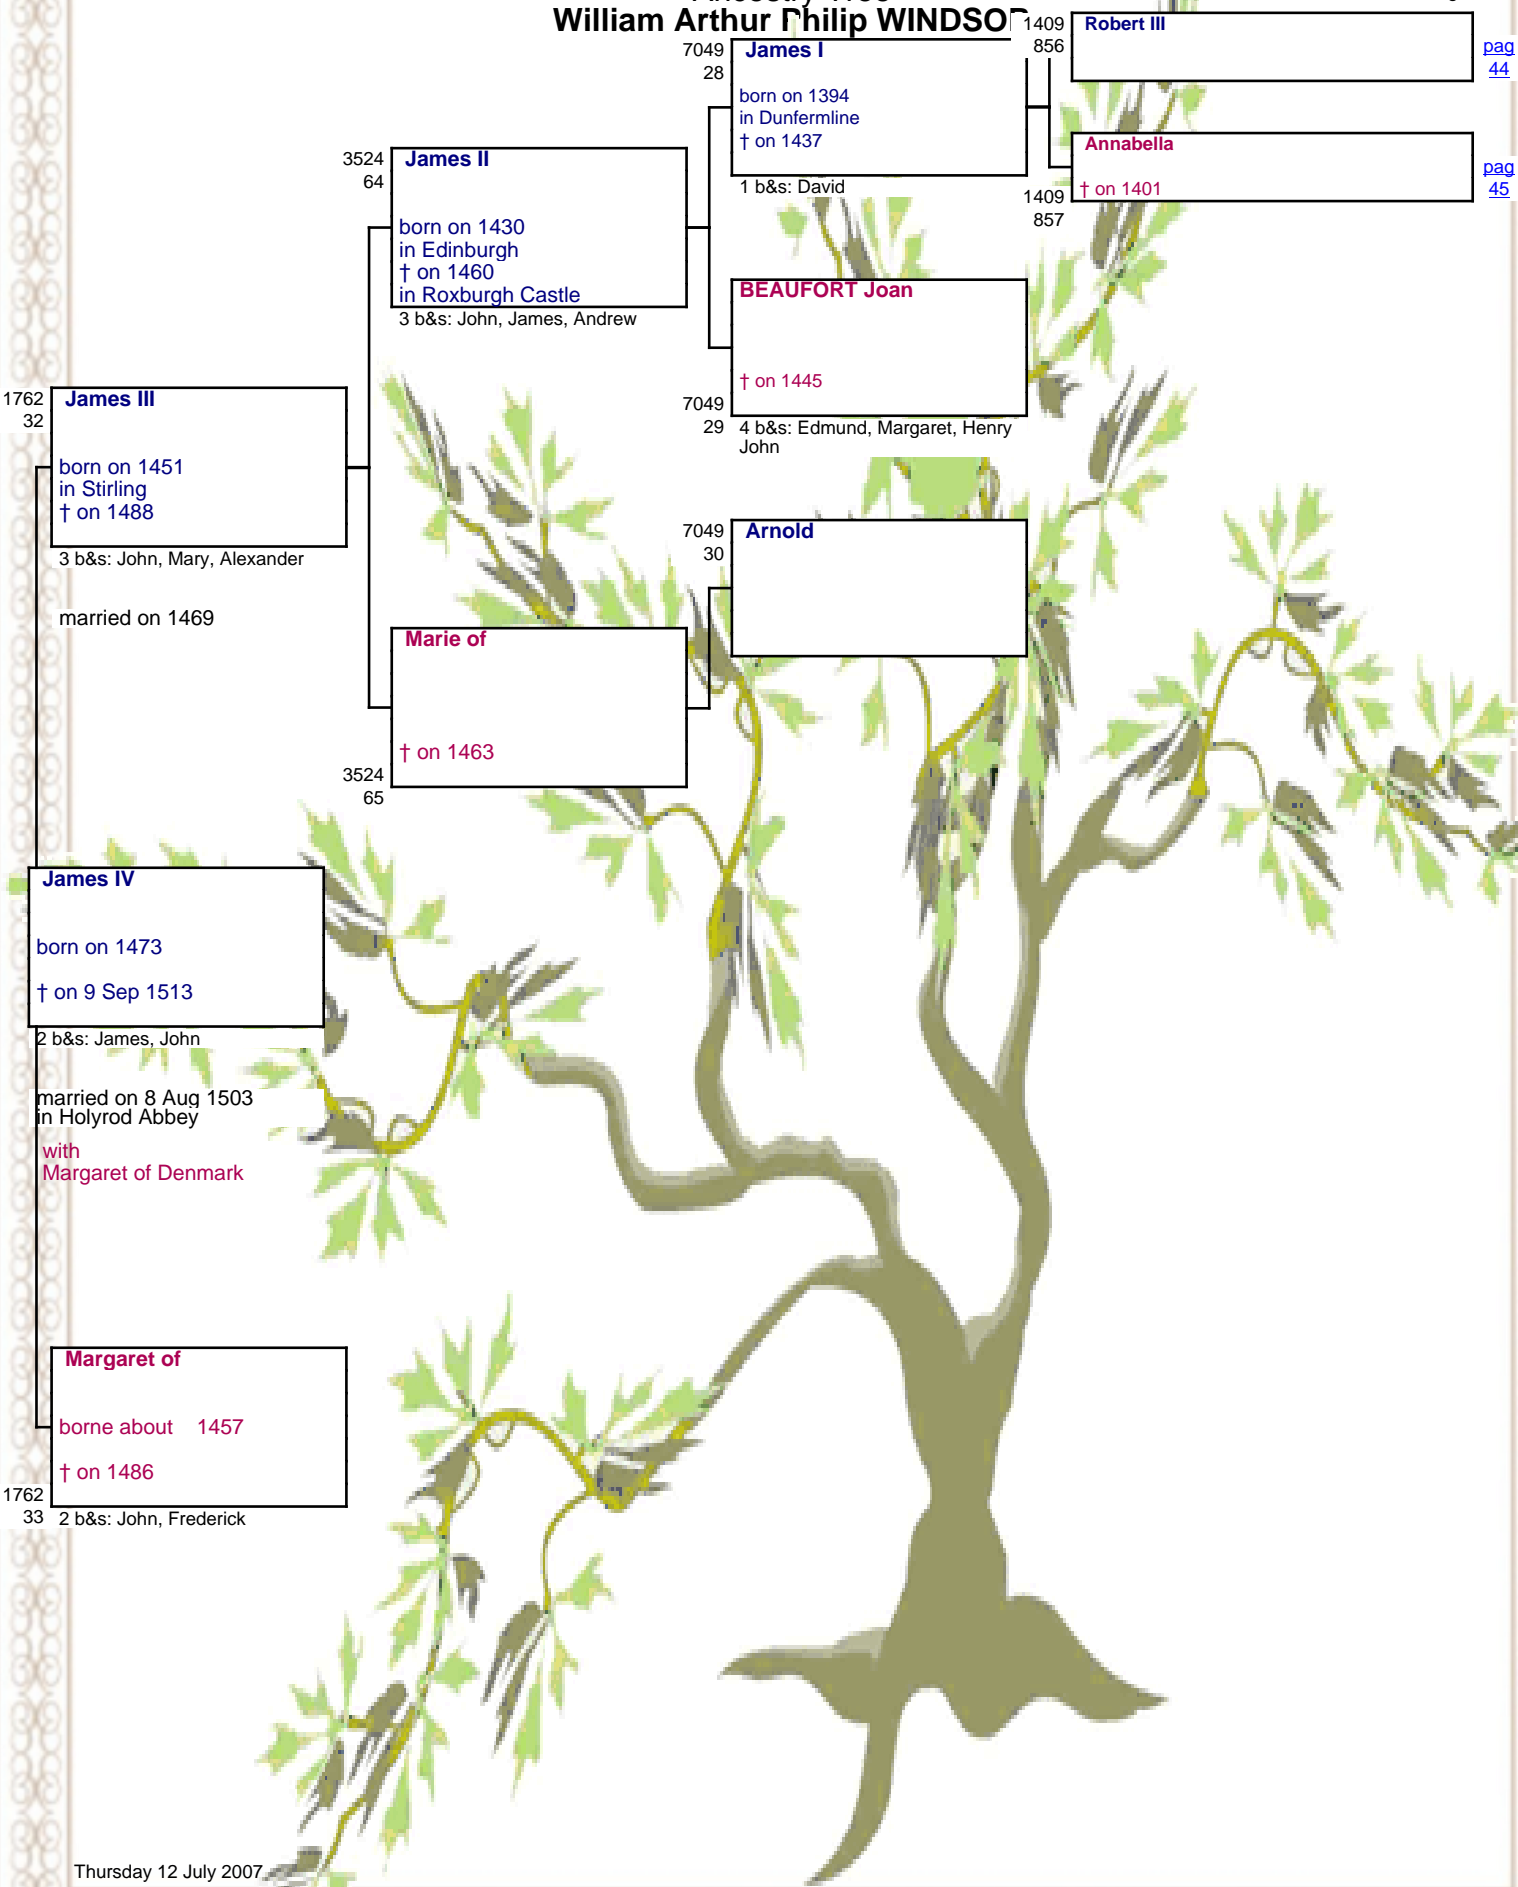 William Arthur Philip WINDSOR
1409
856
Robert III
pag
44
7049
28
James I
born on 1394
in Dunfermline
† on 1437
1 b&s: David
Annabella
† on 1401
1409
857
pag
45
3524
64
James II
born on 1430
in Edinburgh
† on 1460
in Roxburgh Castle
3 b&s: John, James, Andrew
BEAUFORT Joan
† on 1445
7049
29
4 b&s: Edmund, Margaret, Henry
John
1762
32
James III
born on 1451
in Stirling
† on 1488
3 b&s: John, Mary, Alexander
married on 1469
7049
30
Arnold
Marie of
† on 1463
3524
65
James IV
born on 1473
† on 9 Sep 1513
2 b&s: James, John
married on 8 Aug 1503
in Holyrod Abbey
with
Margaret of Denmark
Margaret of
borne about 1457
† on 1486
1762
33
2 b&s: John, Frederick
Thursday 12 July 2007